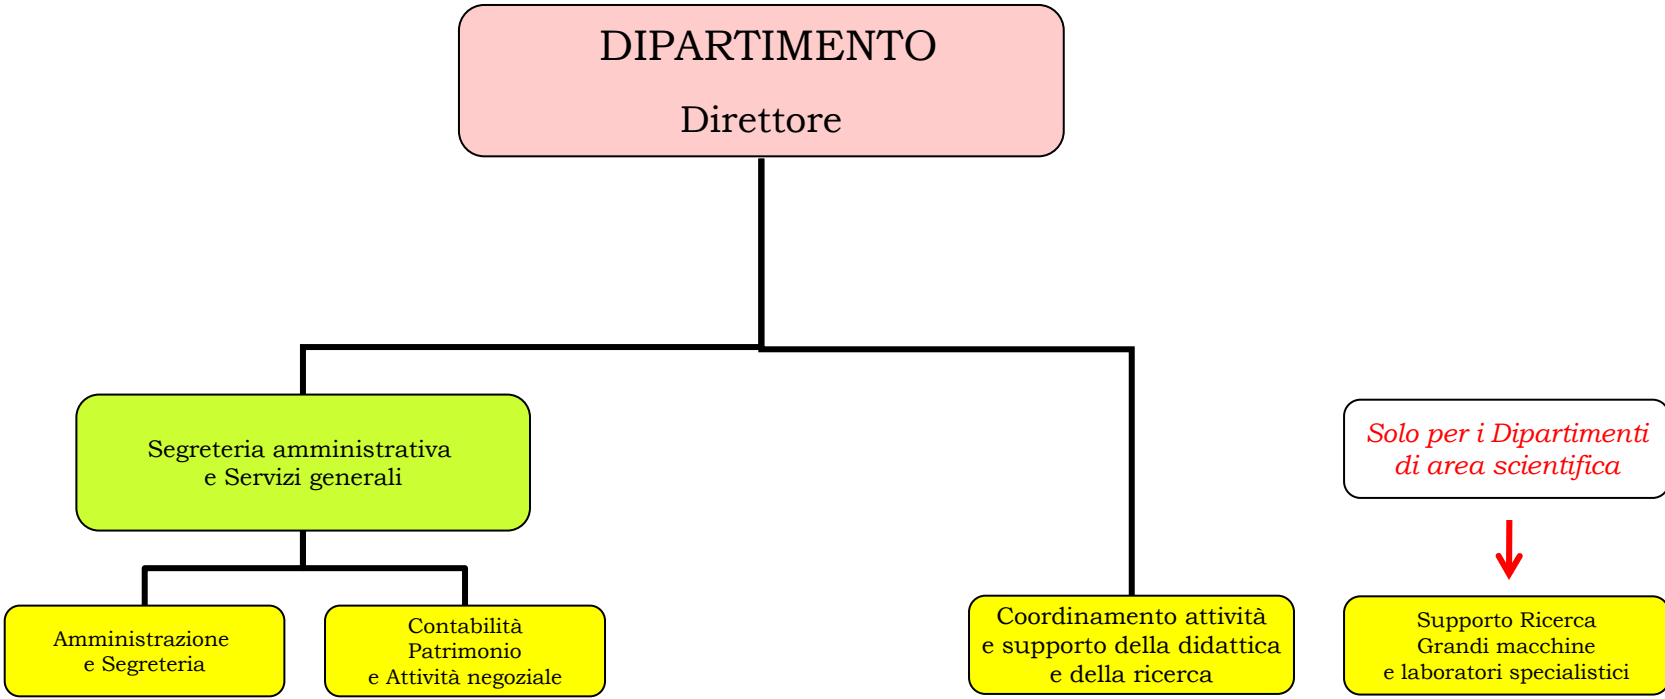 DIPARTIMENTO
Direttore
Segreteria amministrativa
e Servizi generali
Solo per i Dipartimenti
di area scientifica
Amministrazione
e Segreteria
Contabilità
Patrimonio
e Attività negoziale
Coordinamento attività
e supporto della didattica
e della ricerca
Supporto Ricerca
Grandi macchine
e laboratori specialistici